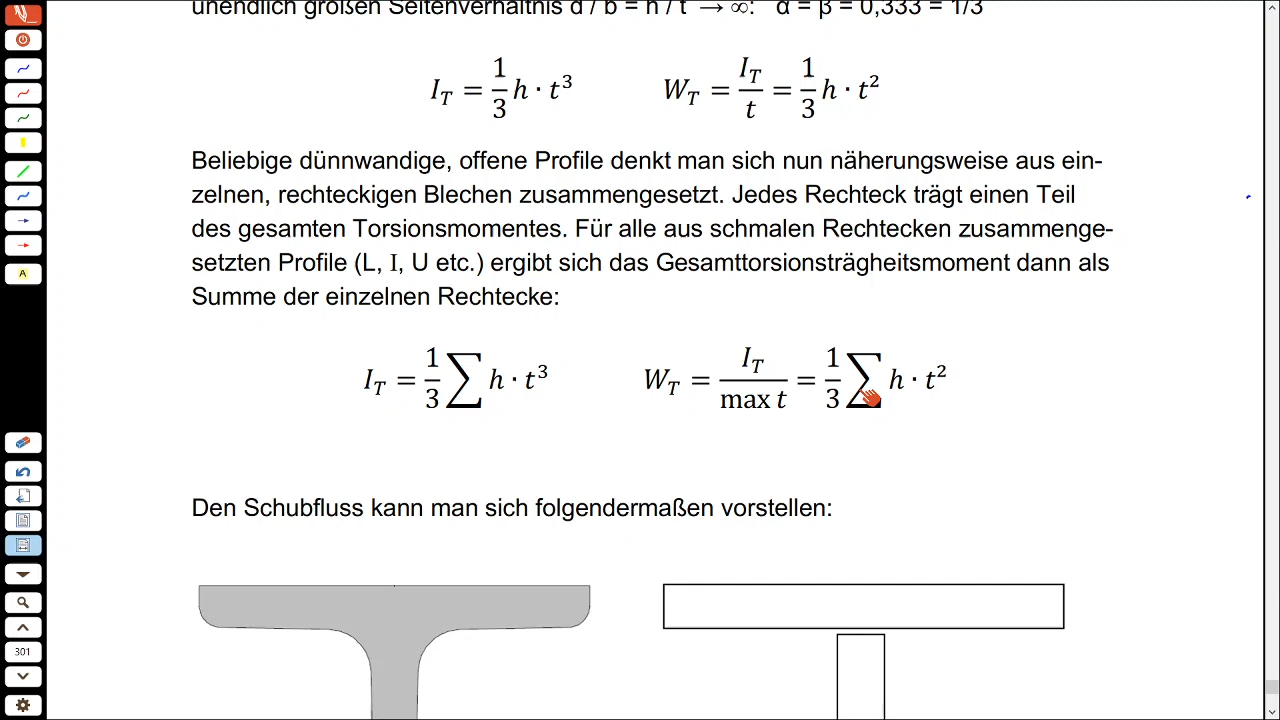 unendlich großen Seitenverhältnis d / b = h / t → ∞: α = β = 0,333 = 1/3
I_T = 1/3 h · t³ W_T = I_T/t = 1/3 h · t²
Beliebige dünnwandige, offene Profile denkt man sich nun näherungsweise aus ein-
zelnen, rechteckigen Blechen zusammengesetzt. Jedes Rechteck trägt einen Teil
des gesamten Torsionsmomentes. Für alle aus schmalen Rechtecken zusammenge-
setzten Profile (L, I, U etc.) ergibt sich das Gesamttorsionsträgheitsmoment dann als
Summe der einzelnen Rechtecke:
I_T = 1/3 ∑ h · t³ W_T = I_T/max t = 1/3 ∑ h · t²
Den Schubfluss kann man sich folgendermaßen vorstellen:
A
301